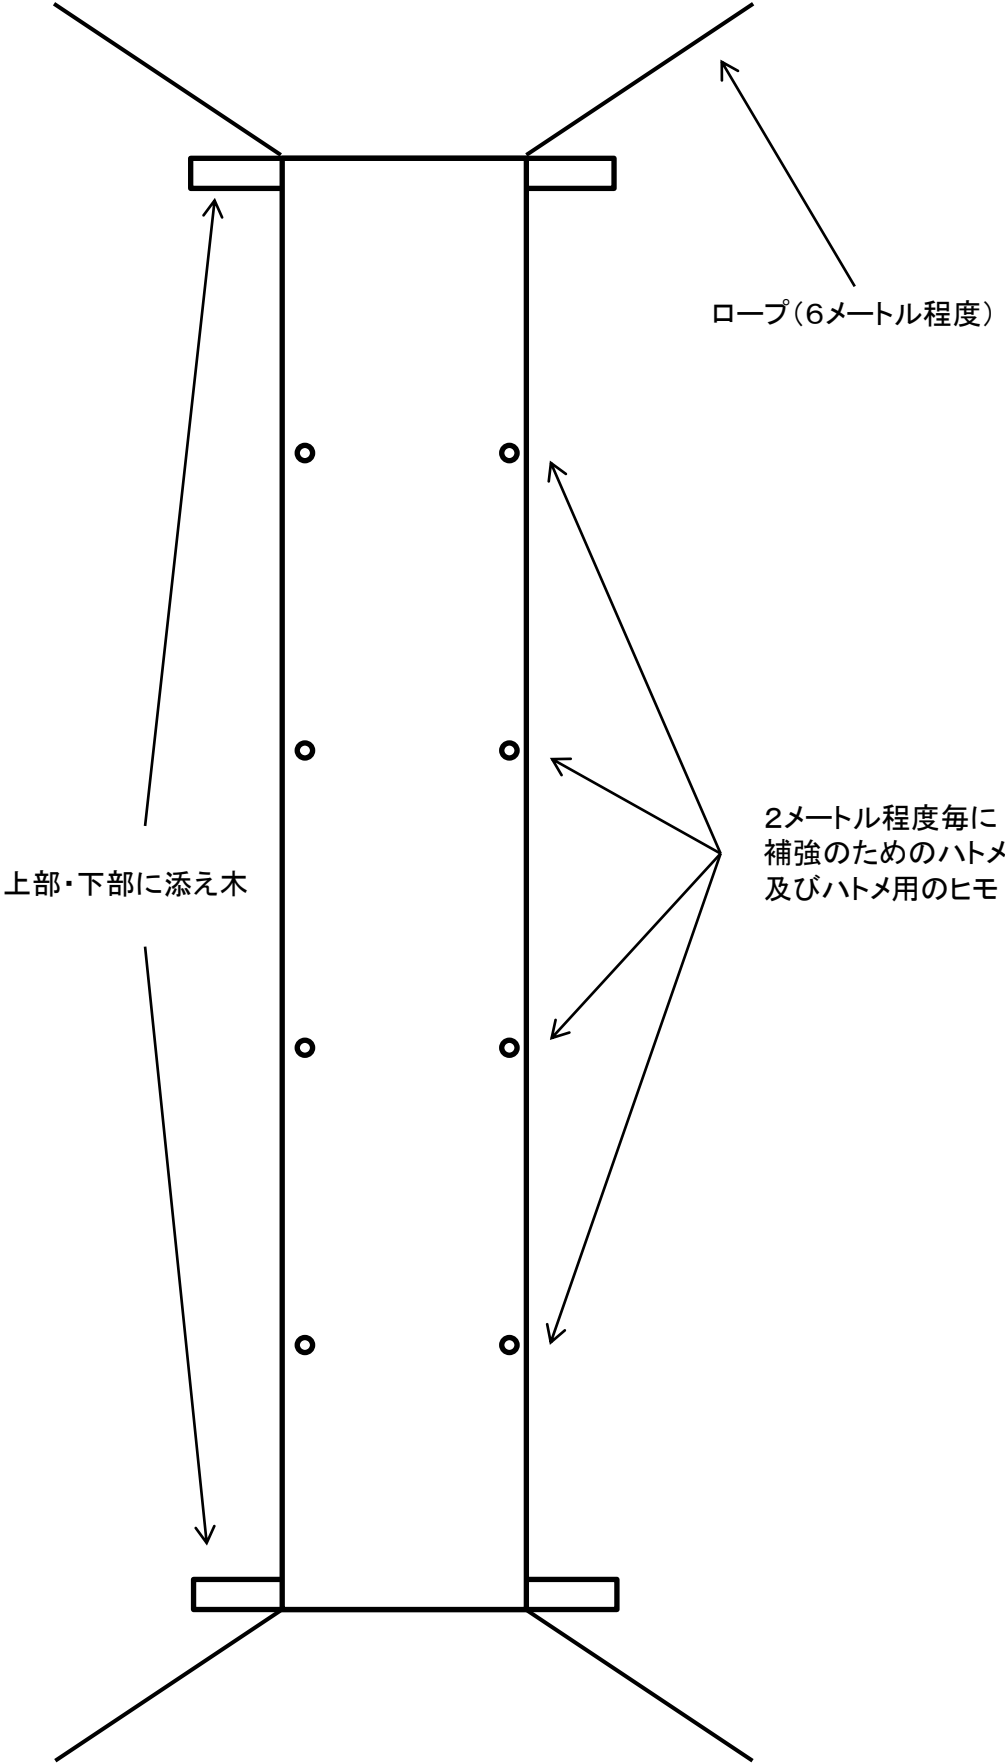 ロープ（６メートル程度）
２メートル程度毎に
補強のためのハトメ
及びハトメ用のヒモ
上部・下部に添え木